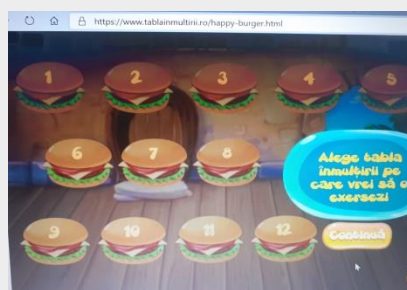 https://www.tablainmultirii.ro/happy-burger.html
1 2 3 4 5
6 7 8
Alege tabla
înmulțirii pe
care vrei să o
exersezi
9 10 11 12
Continuă